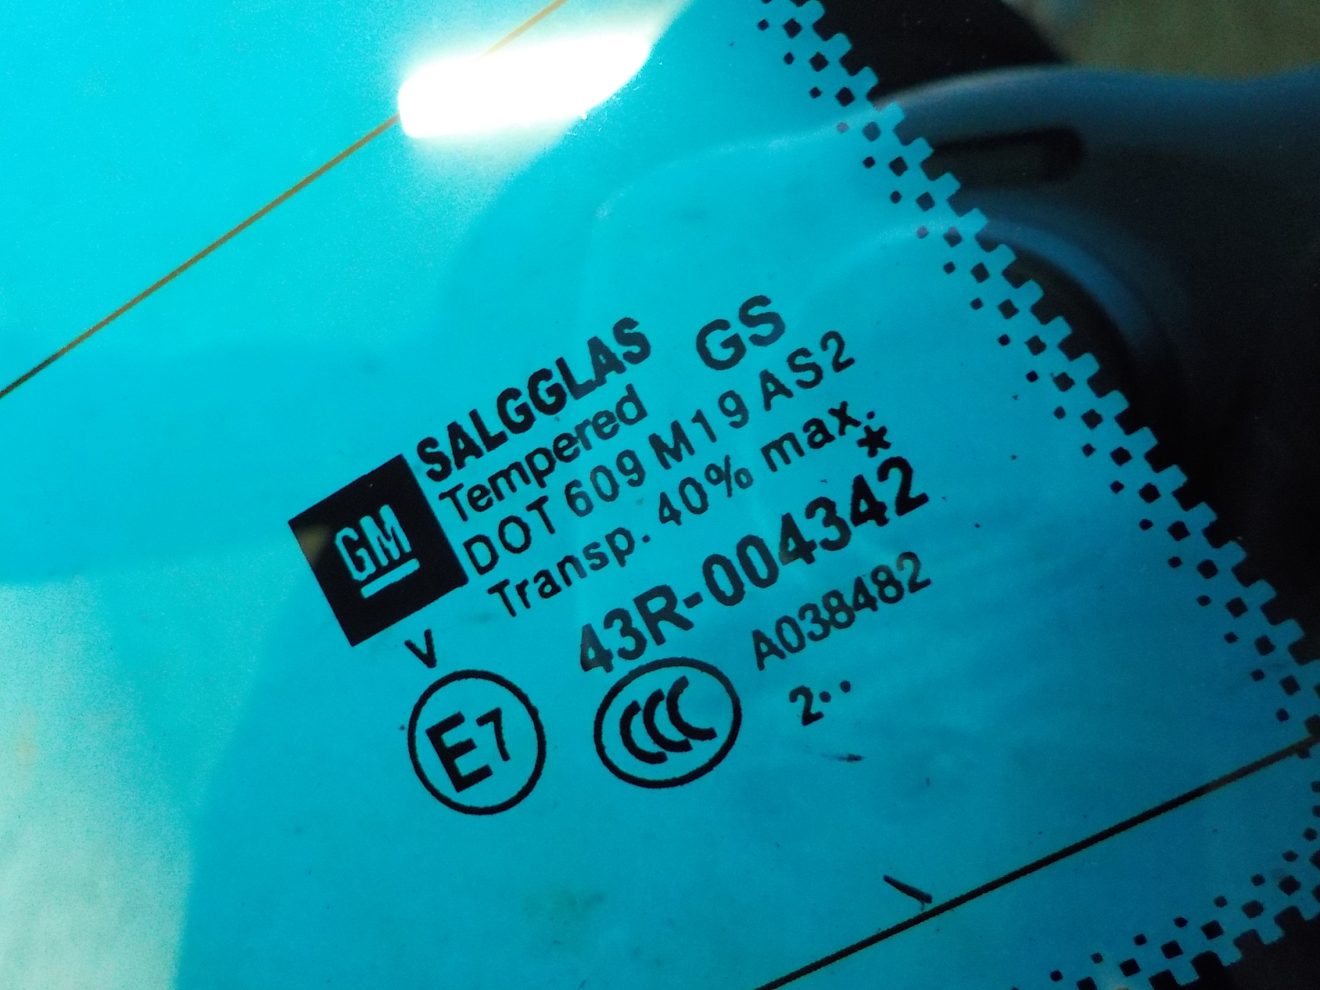 GM
SALGGLAS
Tempered GS
DOT 609 M19 AS2
Transp. 40% max.
*
43R-004342
V
E7
CCC
A038482
2••